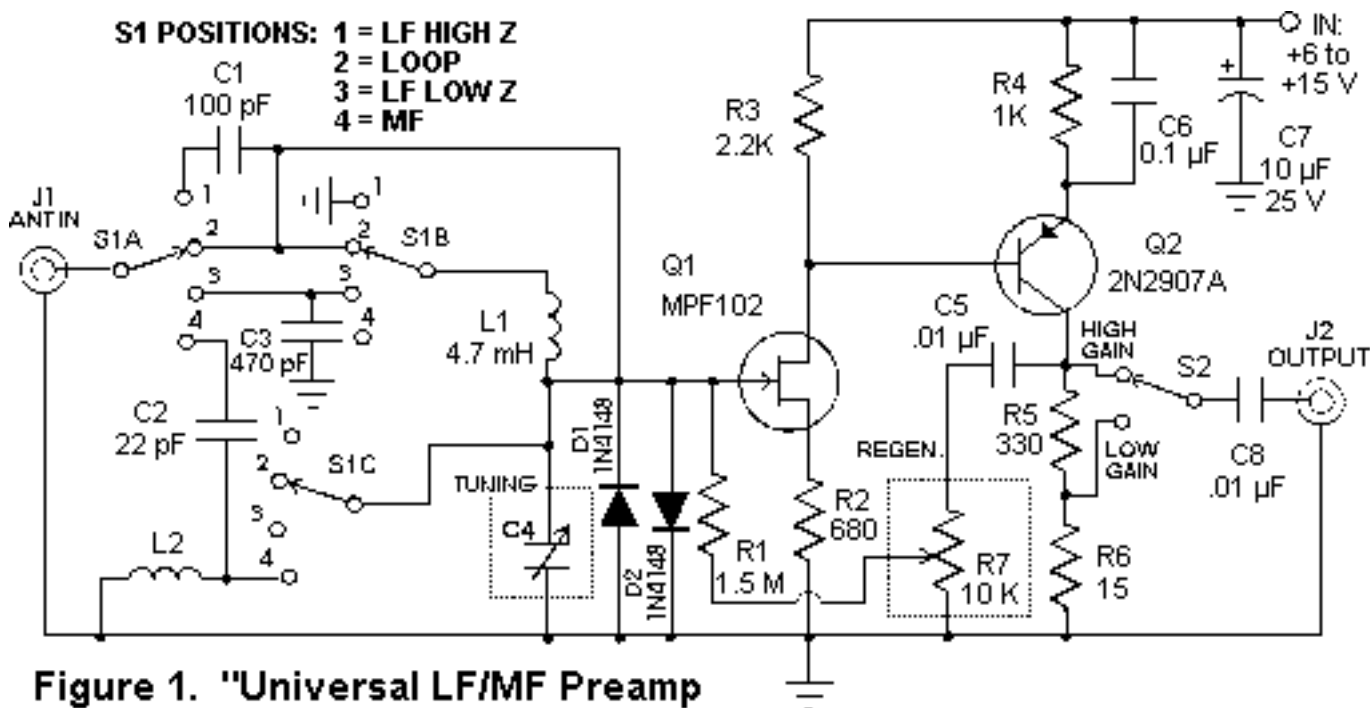 S1 POSITIONS: 1 = LF HIGH Z
2 = LOOP
3 = LF LOW Z
4 = MF
C1
100 pF
J1
ANT IN
S1A
1
2
3
4
1
2
3
4
S1B
C3
470 pF
C2
22 pF
1
2
3
4
S1C
L2
L1
4.7 mH
TUNING
C4
D1
1N4148
D2
1N4148
R1
1.5 M
Q1
MPF102
R3
2.2K
R2
680
R4
1K
C6
0.1 µF
IN:
+6 to
+15 V
+
C7
10 µF
25 V
Q2
2N2907A
C5
.01 µF
REGEN.
R7
10 K
HIGH
GAIN
S2
LOW
GAIN
R5
330
R6
15
C8
.01 µF
J2
OUTPUT
Figure 1. "Universal LF/MF Preamp